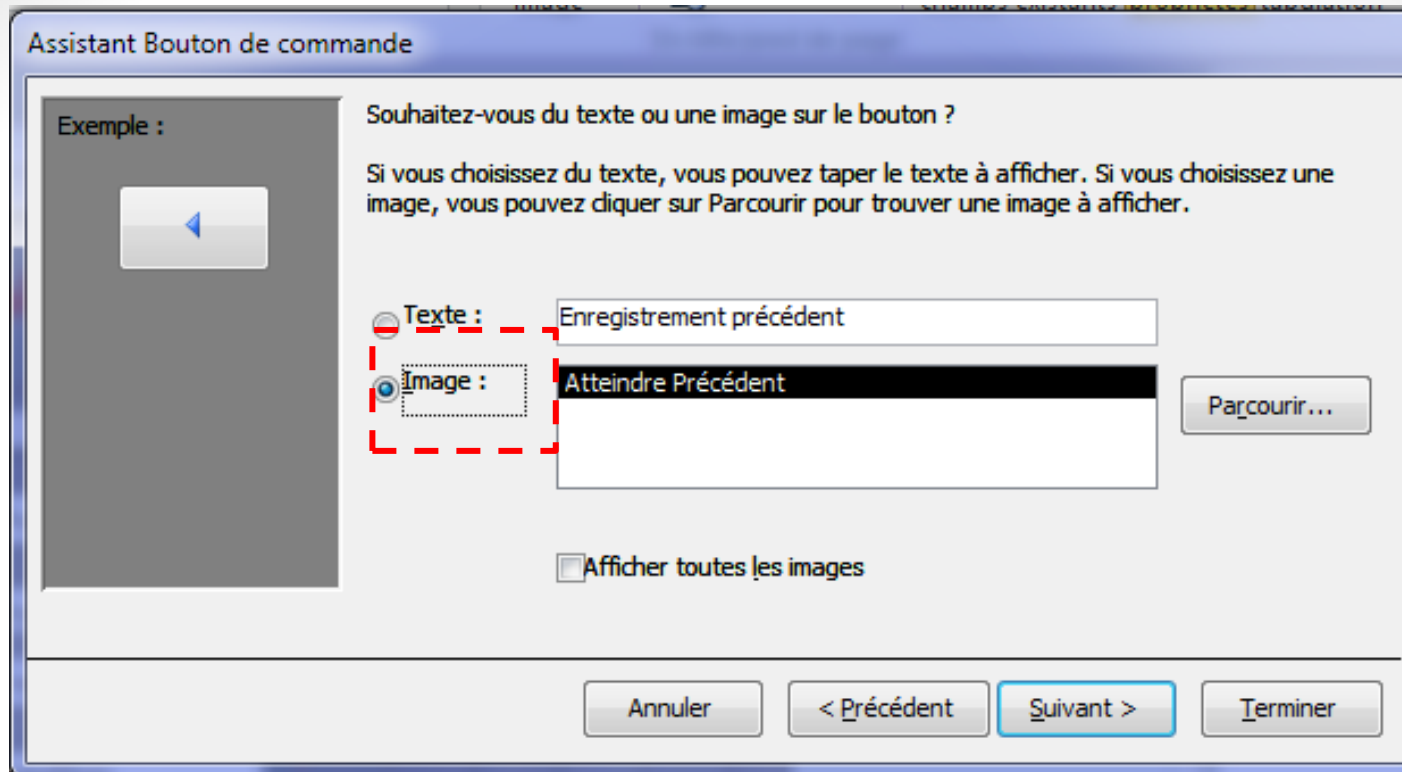 Assistant Bouton de commande
Exemple :
Souhaitez-vous du texte ou une image sur le bouton ?
Si vous choisissez du texte, vous pouvez taper le texte à afficher. Si vous choisissez une
image, vous pouvez cliquer sur Parcourir pour trouver une image à afficher.
Texte :
Enregistrement précédent
Image :
Atteindre Précédent
Parcourir...
Afficher toutes les images
Annuler
< Précédent
Suivant >
Terminer